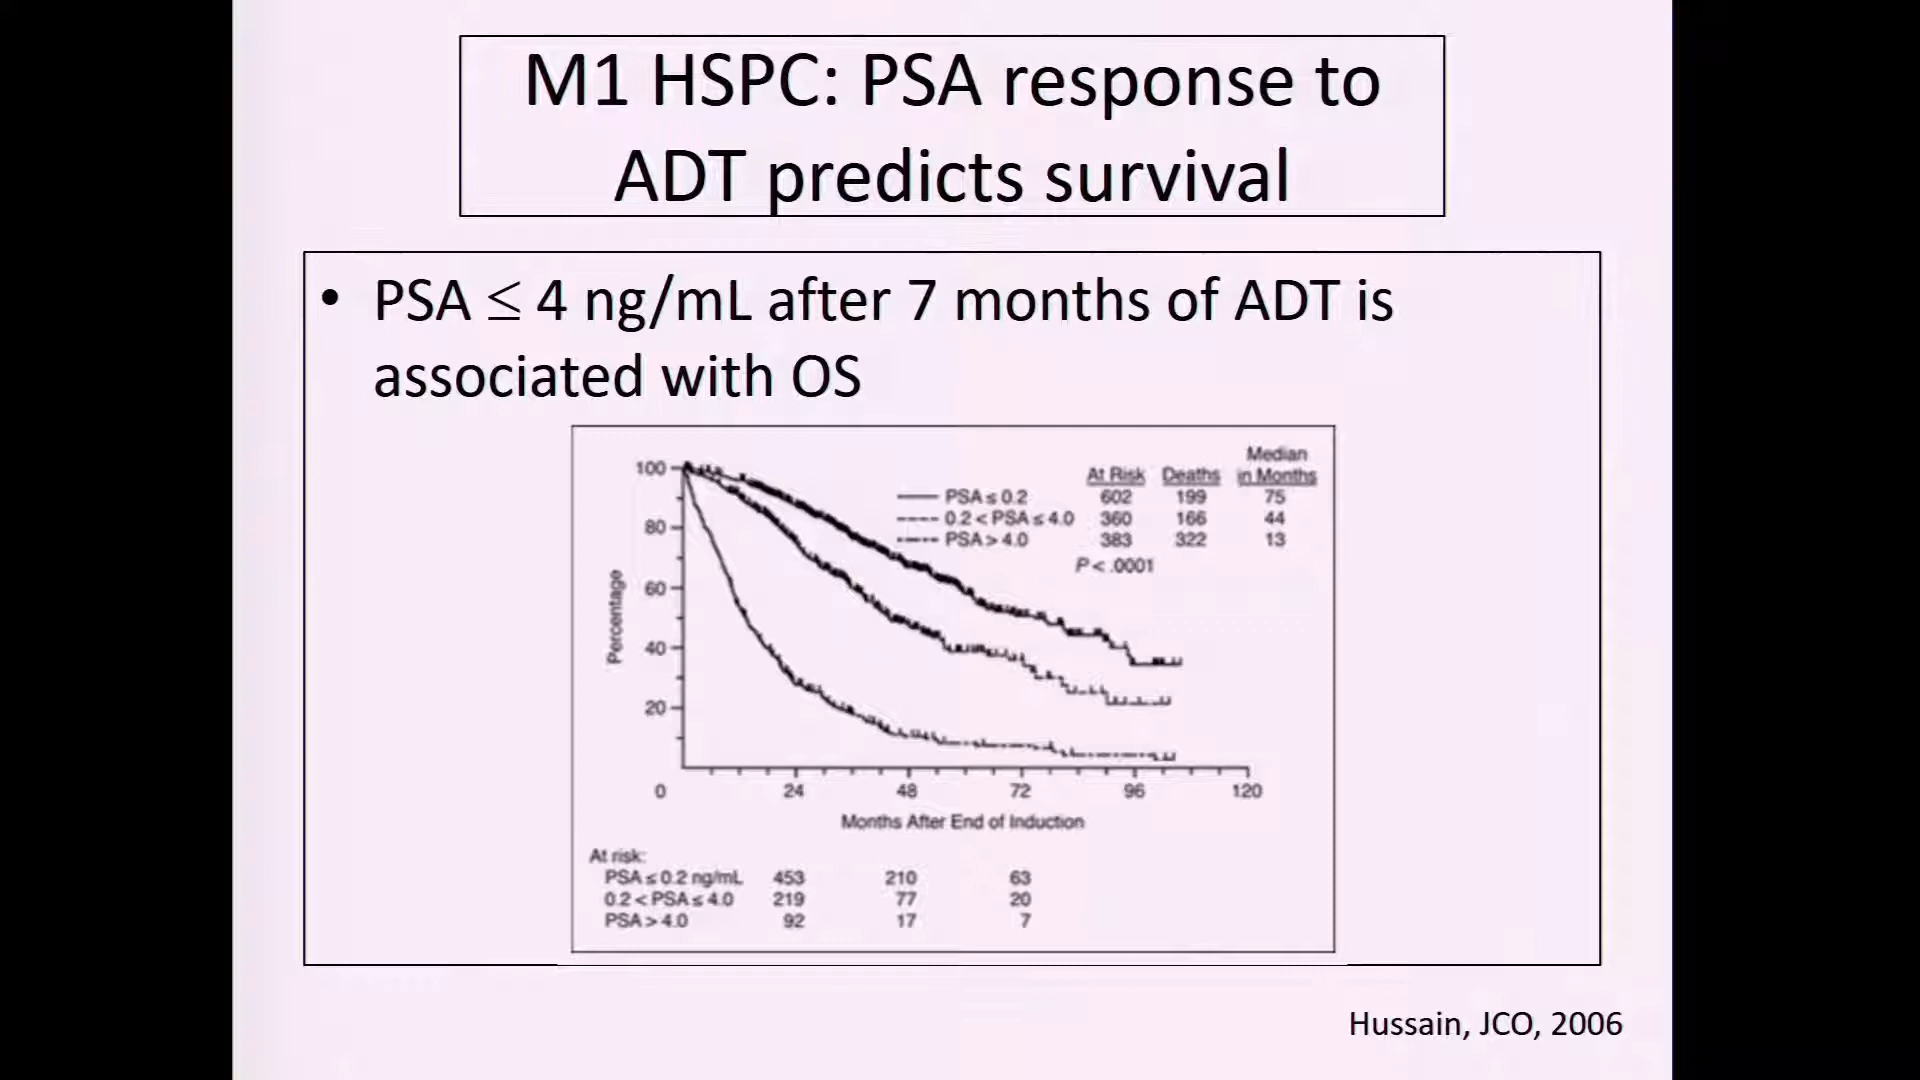 M1 HSPC: PSA response to
ADT predicts survival
• PSA ≤ 4 ng/mL after 7 months of ADT is
associated with OS
Median
At Risk Deaths in Months
PSA ≤ 0.2 602 199 75
0.2 < PSA ≤ 4.0 360 166 44
PSA > 4.0 383 322 13
P < .0001
Percentage
100
80
60
40
20
0 24 48 72 96 120
Months After End of Induction
At risk:
PSA ≤ 0.2 ng/mL 453 210 63
0.2 < PSA ≤ 4.0 219 77 20
PSA > 4.0 92 17 7
Hussain, JCO, 2006